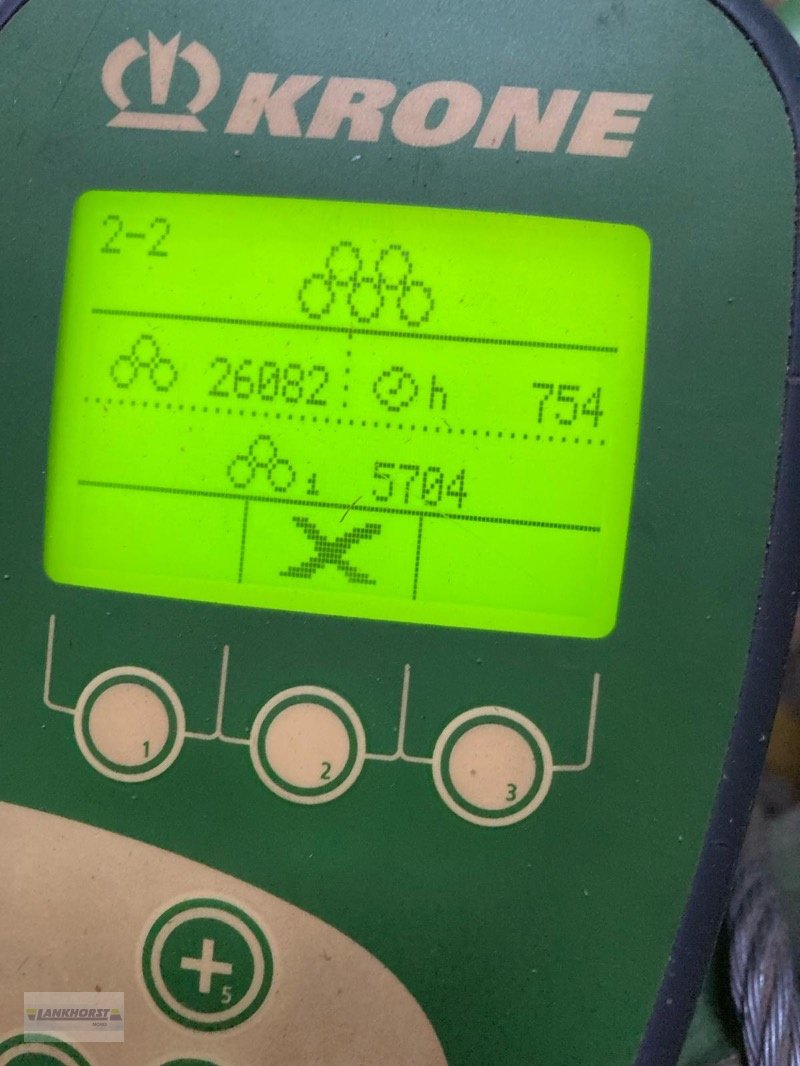 KRONE
2-2
26082 h 754
1 5704
1 2 3
+ 5
LANKHORST